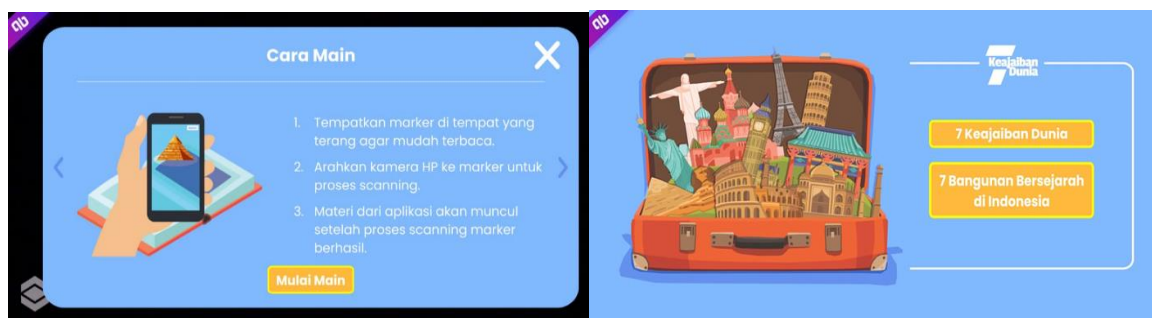 Cara Main
1. Tempatkan marker di tempat yang
terang agar mudah terbaca.
2. Arahkan kamera HP ke marker untuk
proses scanning.
3. Materi dari aplikasi akan muncul
setelah proses scanning marker
berhasil.
Mulai Main
7 Keajaiban
Dunia
7 Keajaiban Dunia
7 Bangunan Bersejarah
di Indonesia